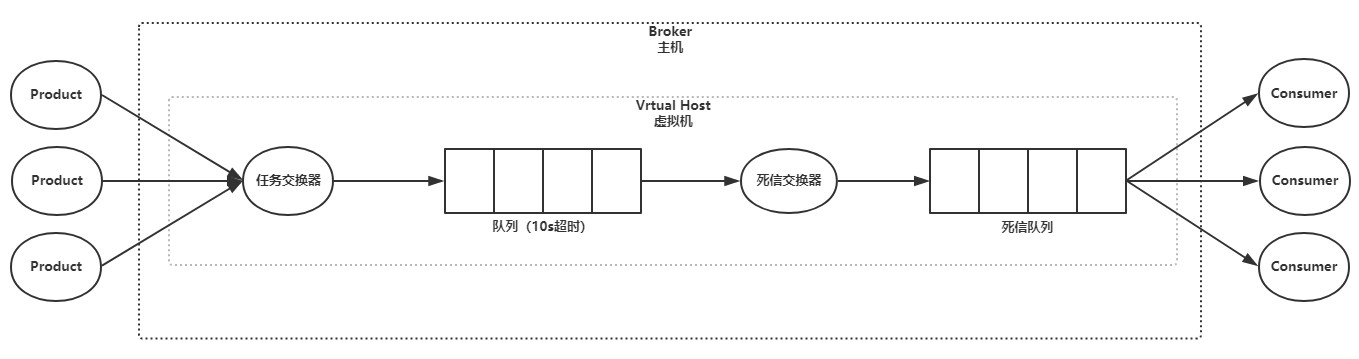 Broker
主机
Vrtual Host
虚拟机
Product
Product
Product
任务交换器
队列（10s超时）
死信交换器
死信队列
Consumer
Consumer
Consumer